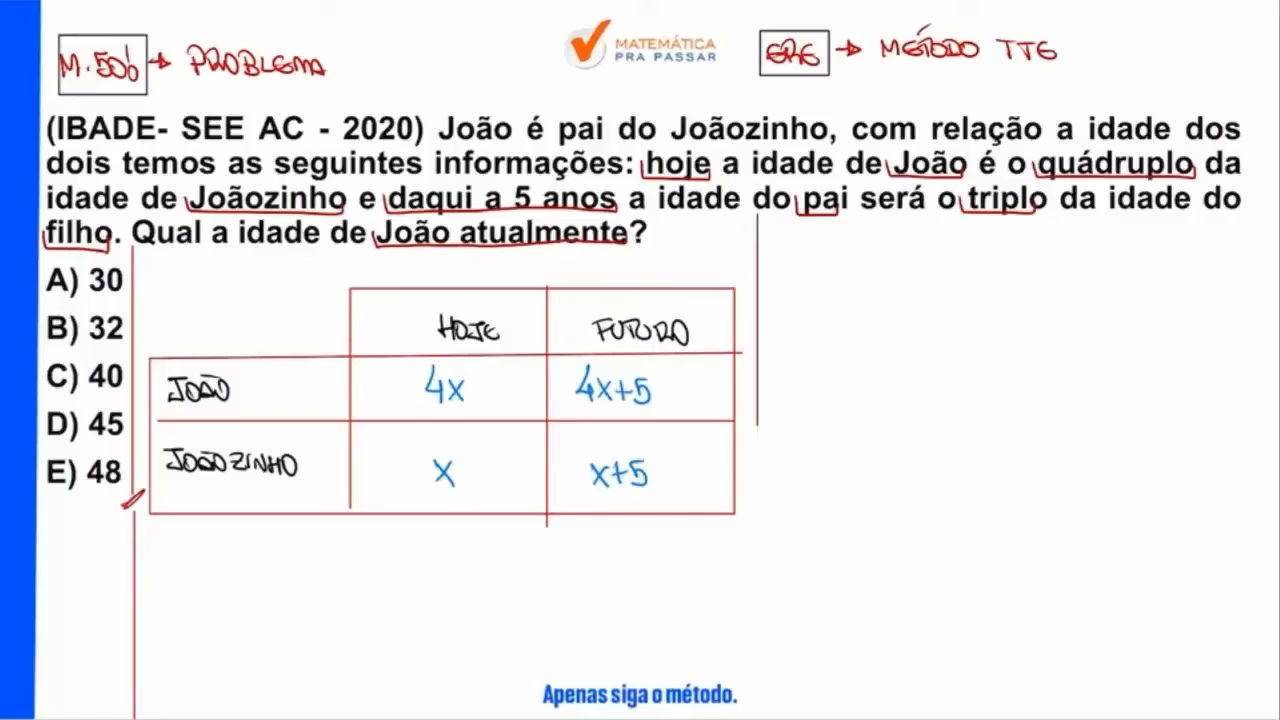 M.50% → PROBLEMA
MATEMÁTICA
PRA PASSAR
→ MÉTODO TTE
(IBADE- SEE AC - 2020) João é pai do Joãozinho, com relação a idade dos
dois temos as seguintes informações: hoje a idade de João é o quádruplo da
idade de Joãozinho e daqui a 5 anos a idade do pai será o triplo da idade do
filho. Qual a idade de João atualmente?
A) 30
B) 32
C) 40
D) 45
E) 48
HOJE FUTURO
JOÃO 4x 4x+5
JOÃOZINHO x x+5
Apenas siga o método.